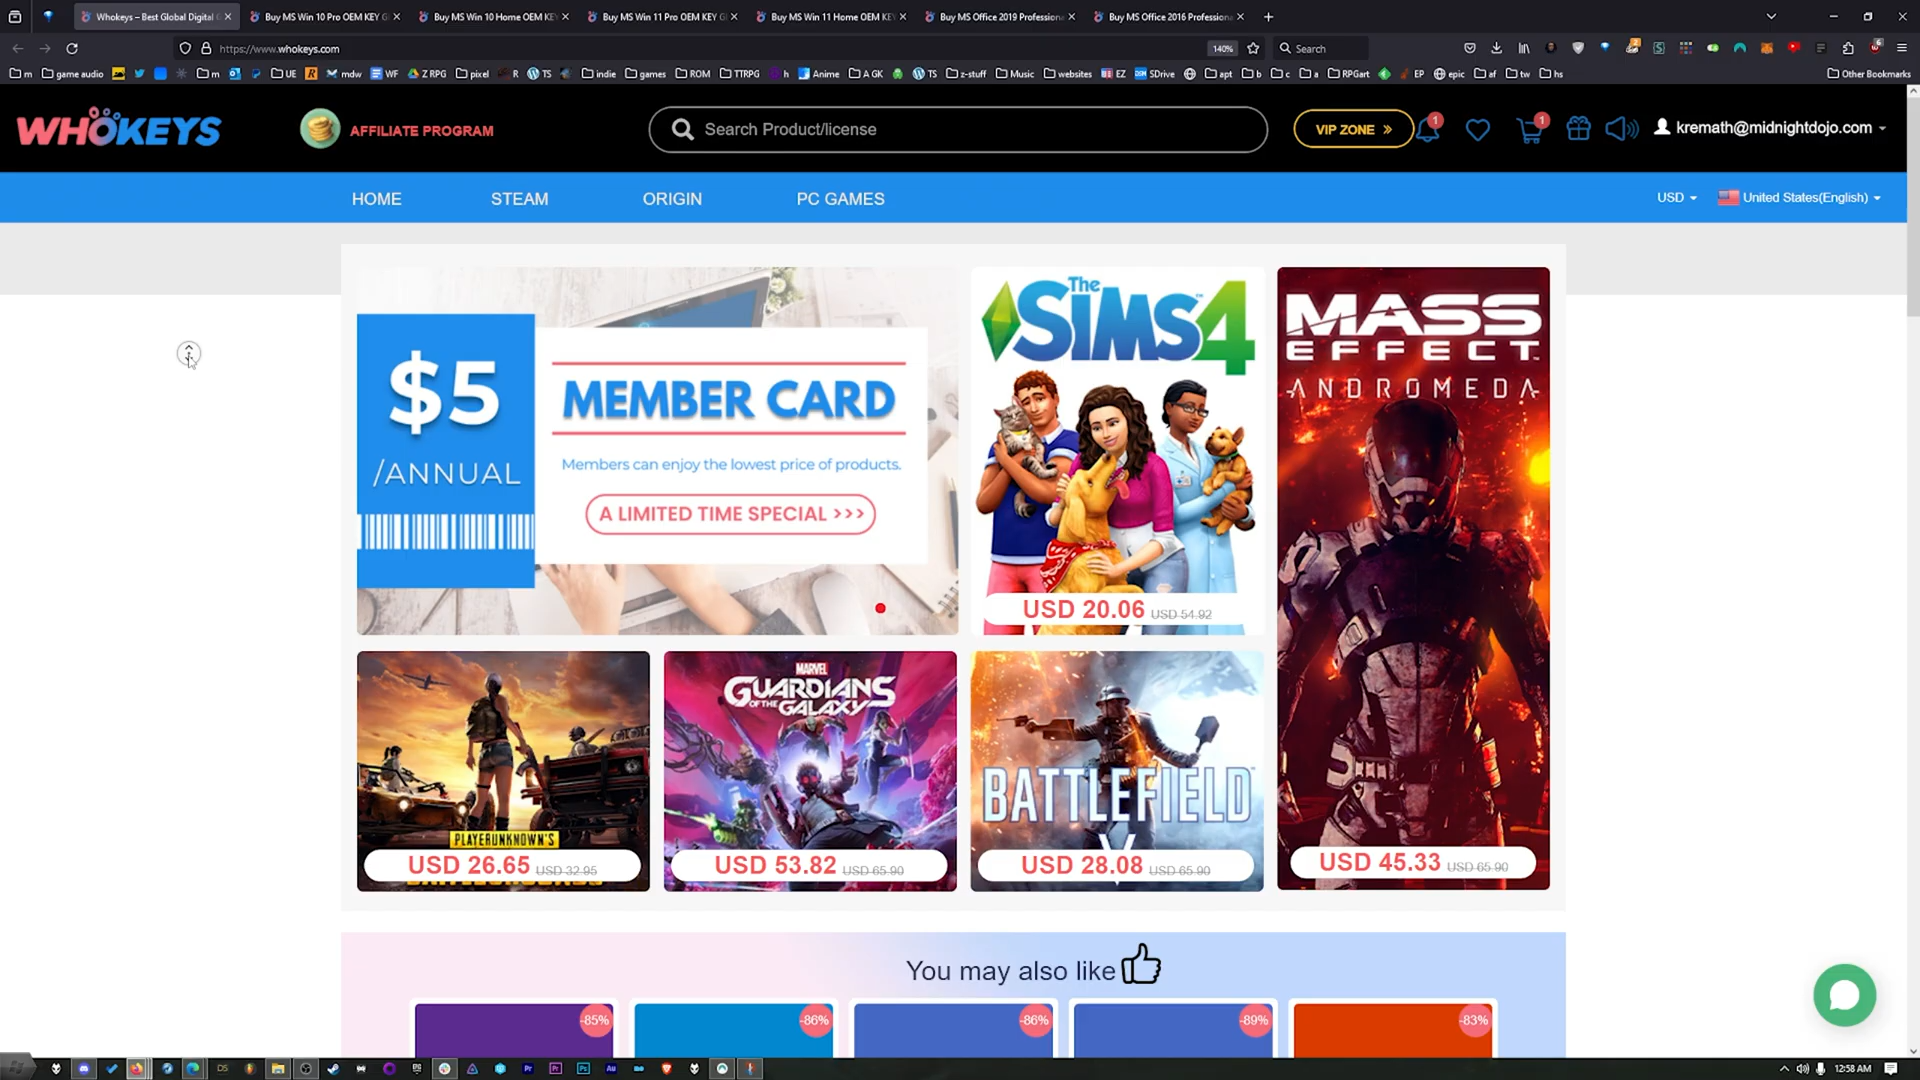 Whokeys – Best Global Digital
Buy MS Win 10 Pro OEM KEY G
Buy MS Win 10 Home OEM KE
Buy MS Win 11 Pro OEM KEY G
Buy MS Win 11 Home OEM KE
Buy MS Office 2019 Professiona
Buy MS Office 2016 Professiona
https://www.whokeys.com
140%
Search
m
game audio
m
UE
mdw
WF
Z RPG
pixel
R
TS
indie
games
ROM
TTRPG
h
Anime
A GK
TS
z-stuff
Music
websites
EZ
SDrive
apt
b
c
a
RPGart
EP
epic
af
tw
hs
Other Bookmarks
WHOKEYS
AFFILIATE PROGRAM
Search Product/license
VIP ZONE »
1
1
kremath@midnightdojo.com
HOME
STEAM
ORIGIN
PC GAMES
USD
United States(English)
$5
/ANNUAL
MEMBER CARD
Members can enjoy the lowest price of products.
A LIMITED TIME SPECIAL >>>
The
SIMS 4
USD 20.06 USD 54.92
MASS
EFFECT
ANDROMEDA
USD 45.33 USD 65.90
PLAYERUNKNOWN'S
USD 26.65 USD 32.95
MARVEL
GUARDIANS
OF THE GALAXY
USD 53.82 USD 65.90
BATTLEFIELD
V
USD 28.08 USD 65.90
You may also like
-85%
-86%
-86%
-89%
-83%
12:58 AM